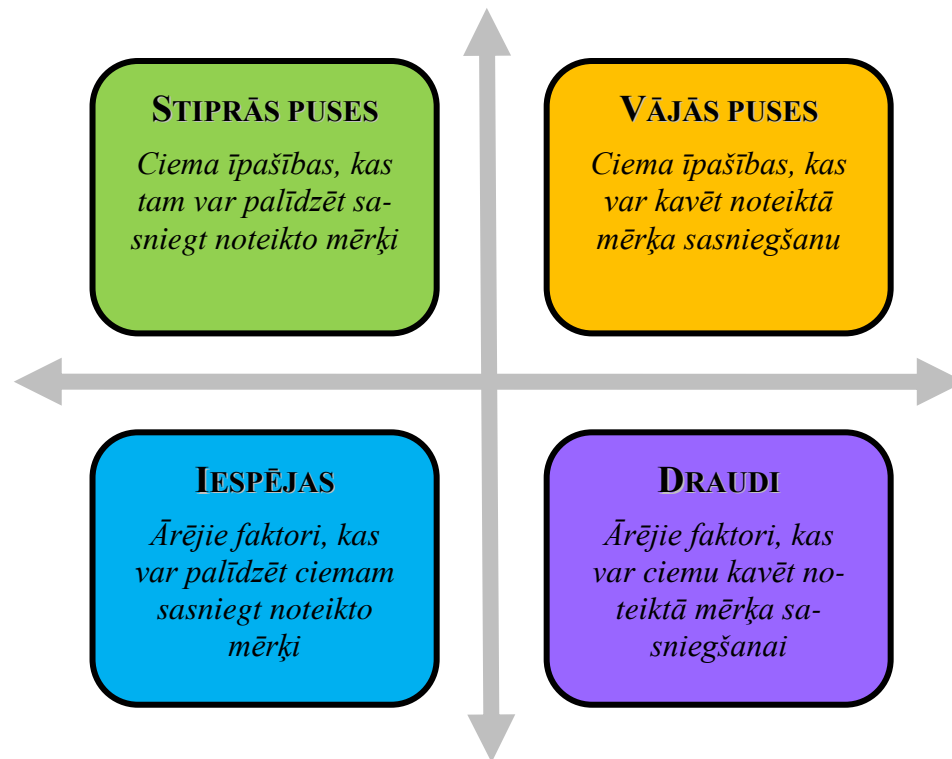 STIPRĀS PUSES
Ciema īpašības, kas
tam var palīdzēt sa-
sniegt noteikto mērķi
VĀJĀS PUSES
Ciema īpašības, kas
var kavēt noteiktā
mērķa sasniegšanu
IESPĒJAS
Ārējie faktori, kas
var palīdzēt ciemam
sasniegt noteikto
mērķi
DRAUDI
Ārējie faktori, kas
var ciemu kavēt no-
teiktā mērķa sa-
sniegšanai